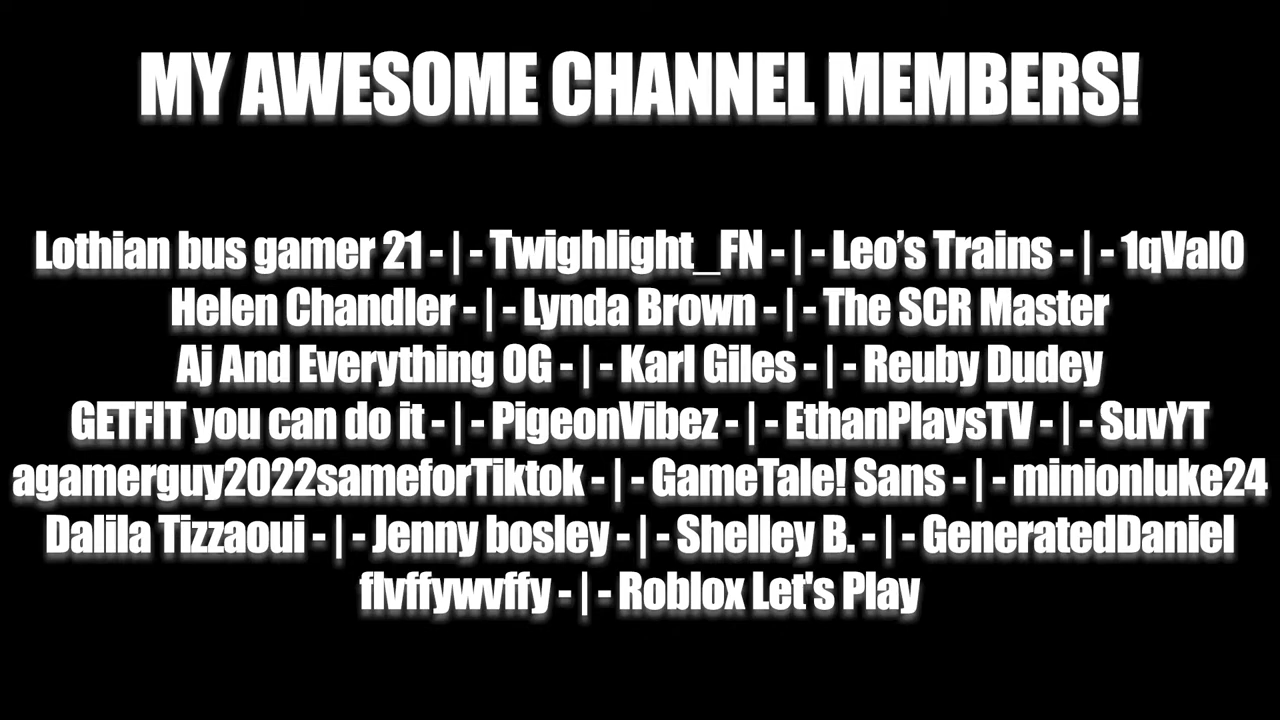 MY AWESOME CHANNEL MEMBERS!
Lothian bus gamer 21 - | - Twighlight_FN - | - Leo’s Trains - | - 1qVal0
Helen Chandler - | - Lynda Brown - | - The SCR Master
Aj And Everything OG - | - Karl Giles - | - Reuby Dudey
GETFIT you can do it - | - PigeonVibez - | - EthanPlaysTV - | - SuvYT
agamerguy2022sameforTiktok - | - GameTale! Sans - | - minionluke24
Dalila Tizzaoui - | - Jenny bosley - | - Shelley B. - | - GeneratedDaniel
flvffywvffy - | - Roblox Let's Play